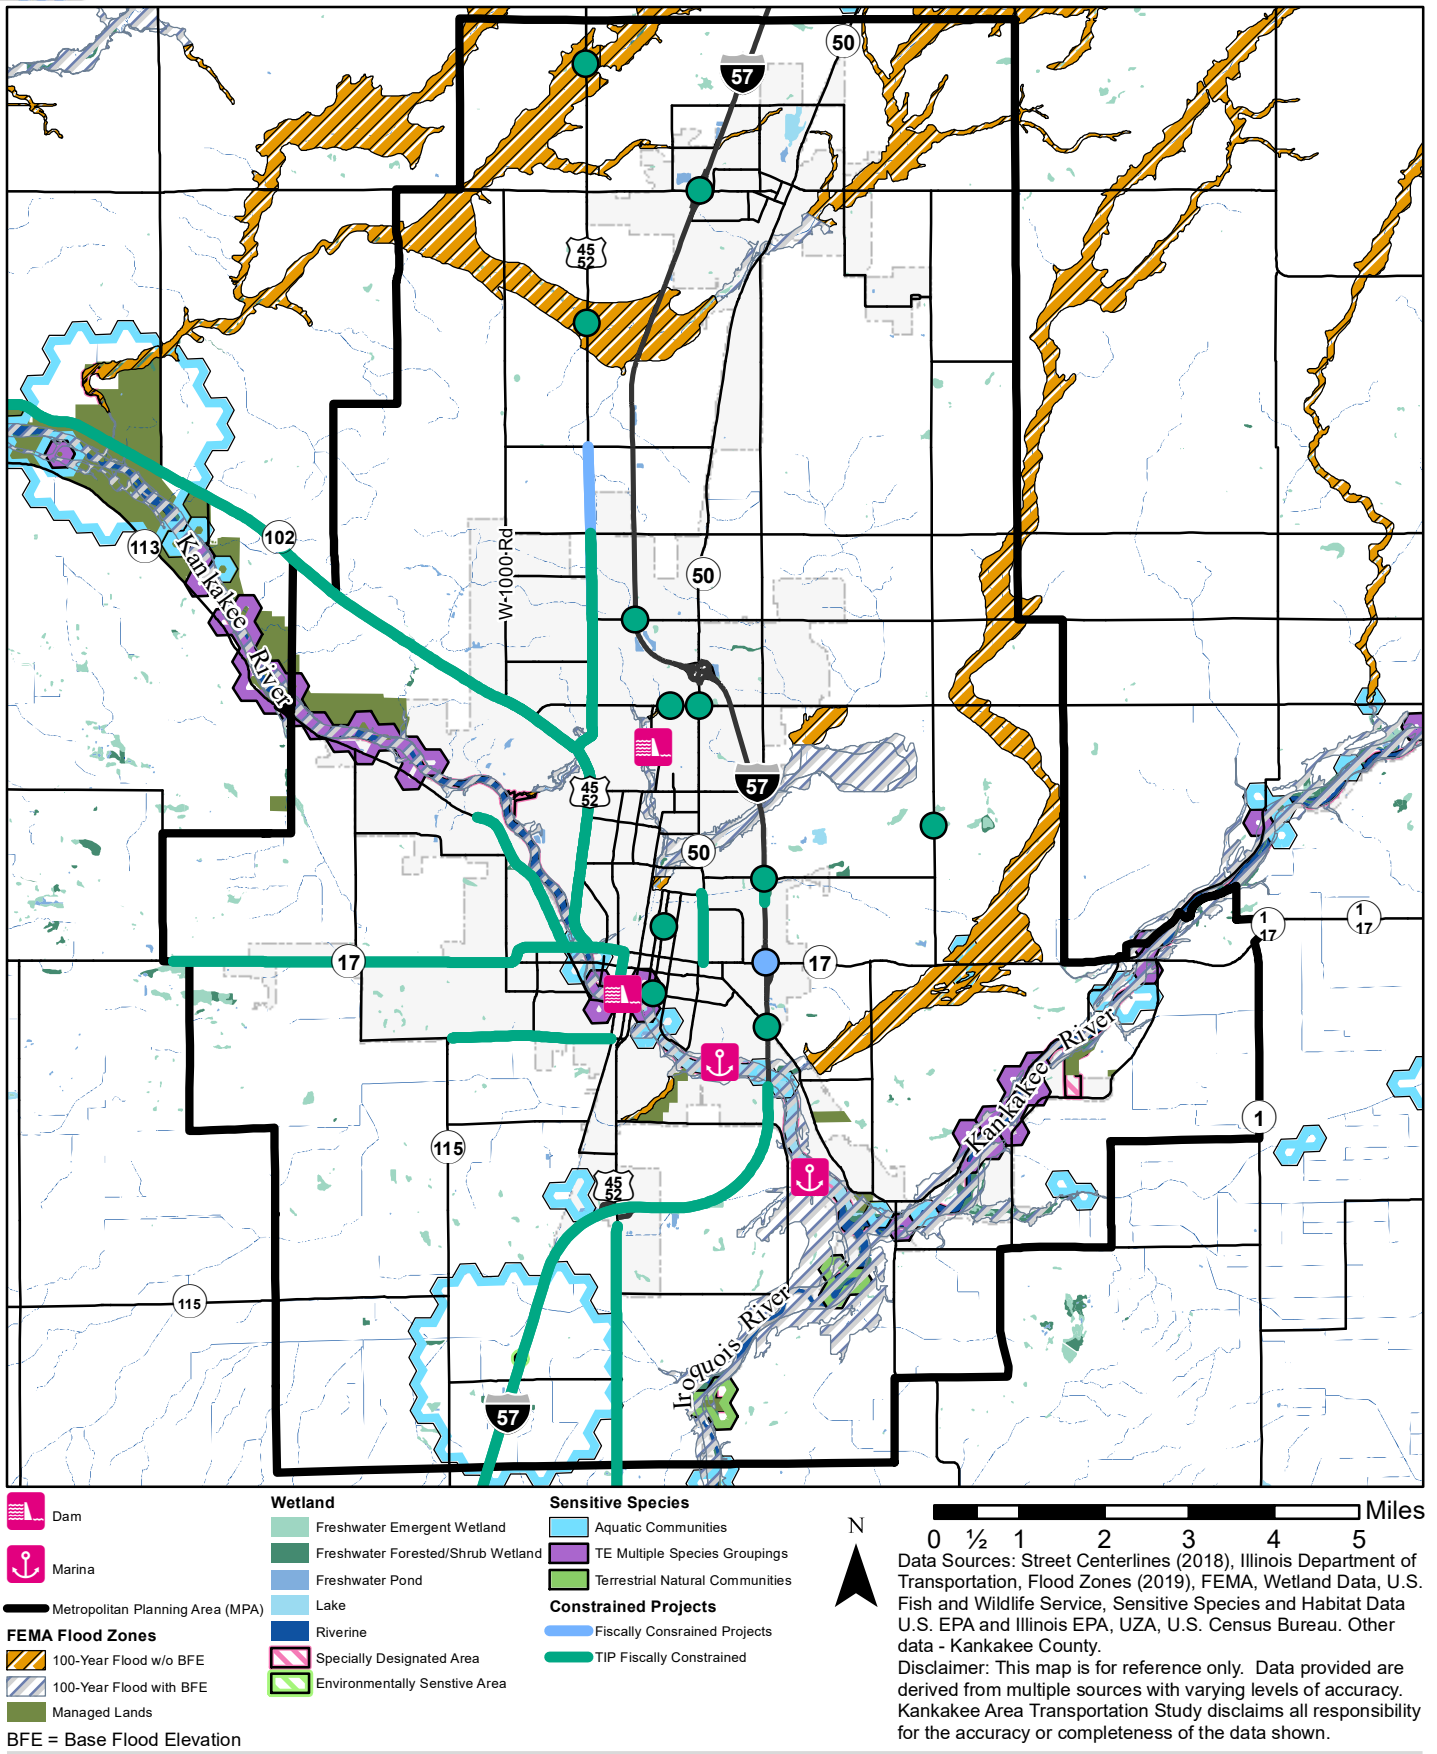 50
57
45
52
102
113
Kankakee
River
W-1000-Rd
50
57
45
52
50
1
17
1
17
17
17
Kankakee River
1
115
45
52
115
Iroquois River
57
Dam
Marina
Metropolitan Planning Area (MPA)
FEMA Flood Zones
100-Year Flood w/o BFE
100-Year Flood with BFE
Managed Lands
BFE = Base Flood Elevation
Wetland
Freshwater Emergent Wetland
Freshwater Forested/Shrub Wetland
Freshwater Pond
Lake
Riverine
Specially Designated Area
Environmentally Senstive Area
Sensitive Species
Aquatic Communities
TE Multiple Species Groupings
Terrestrial Natural Communities
Constrained Projects
Fiscally Consrained Projects
TIP Fiscally Constrained
N
Miles
0 ½ 1 2 3 4 5
Data Sources: Street Centerlines (2018), Illinois Department of
Transportation, Flood Zones (2019), FEMA, Wetland Data, U.S.
Fish and Wildlife Service, Sensitive Species and Habitat Data
U.S. EPA and Illinois EPA, UZA, U.S. Census Bureau. Other
data - Kankakee County.
Disclaimer: This map is for reference only. Data provided are
derived from multiple sources with varying levels of accuracy.
Kankakee Area Transportation Study disclaims all responsibility
for the accuracy or completeness of the data shown.